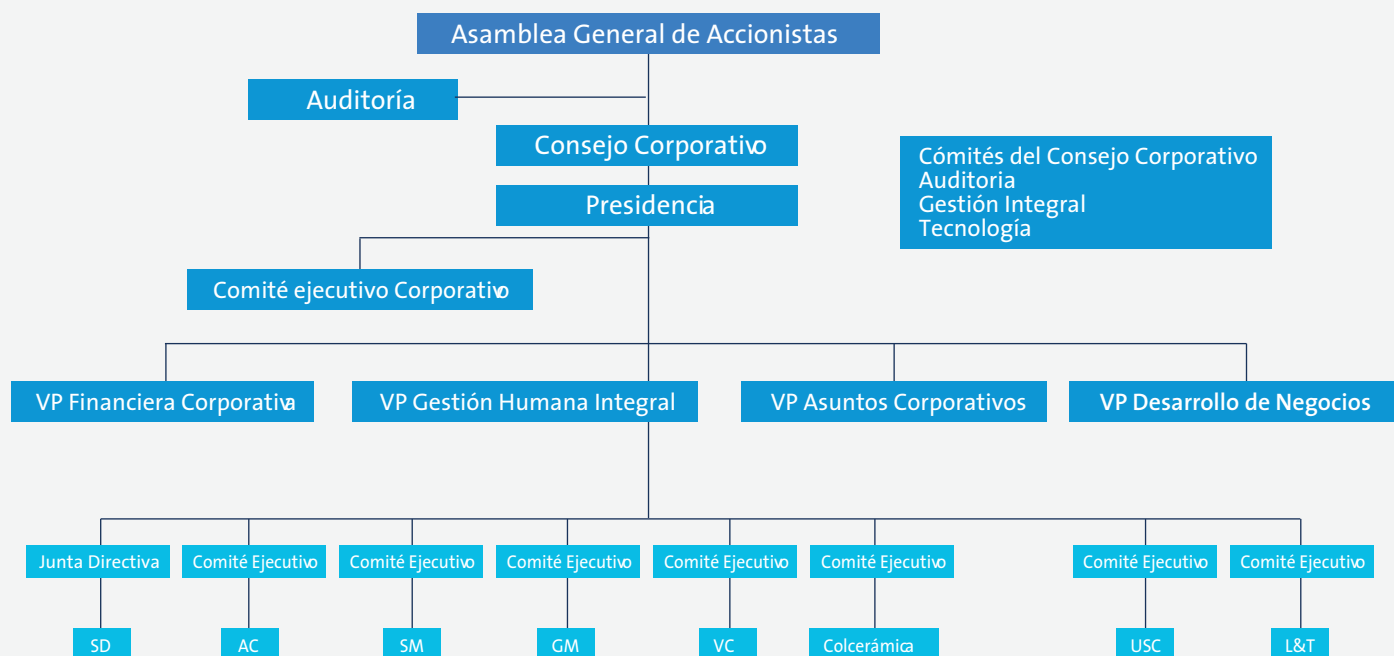 Asamblea General de Accionistas
Auditoría
Consejo Corporativo
Cómités del Consejo Corporativo
Auditoria
Gestión Integral
Tecnología
Presidencia
Comité ejecutivo Corporativo
VP Financiera Corporativa
VP Gestión Humana Integral
VP Asuntos Corporativos
VP Desarrollo de Negocios
Junta Directiva
Comité Ejecutivo
Comité Ejecutivo
Comité Ejecutivo
Comité Ejecutivo
Comité Ejecutivo
Comité Ejecutivo
Comité Ejecutivo
SD
AC
SM
GM
VC
Colcerámica
USC
L&T